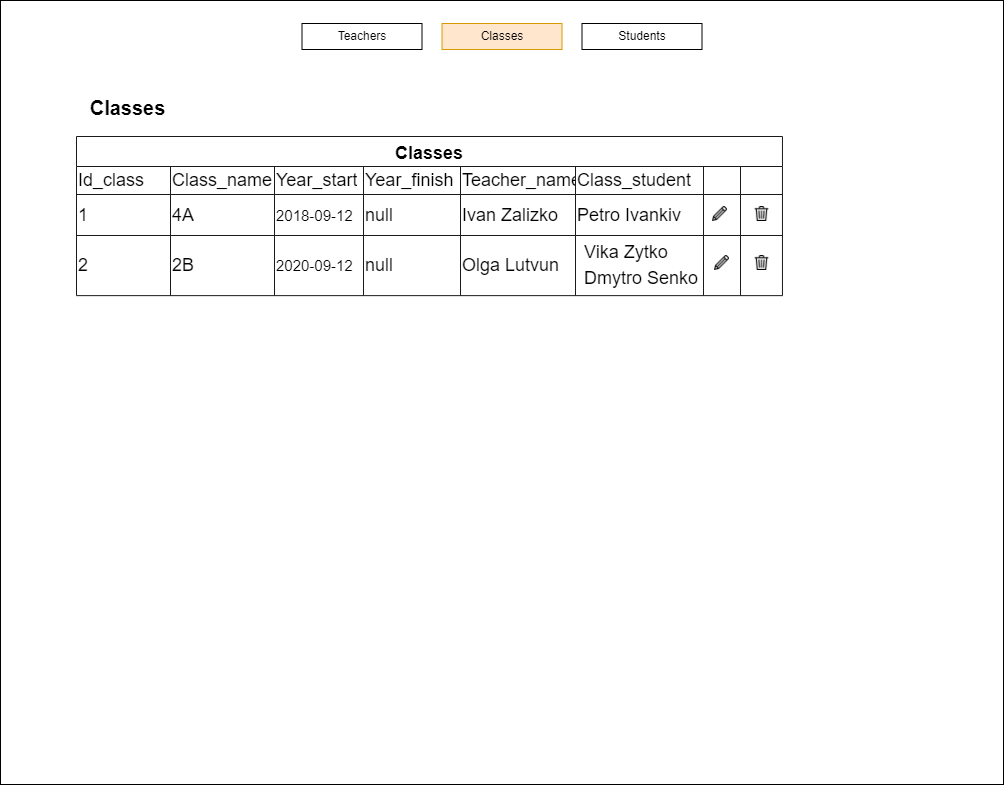 Teachers Classes Students
Classes
Classes
Id_class Class_name Year_start Year_finish Teacher_name Class_student
1 4A 2018-09-12 null Ivan Zalizko Petro Ivankiv
2 2B 2020-09-12 null Olga Lutvun Vika Zytko
Dmytro Senko